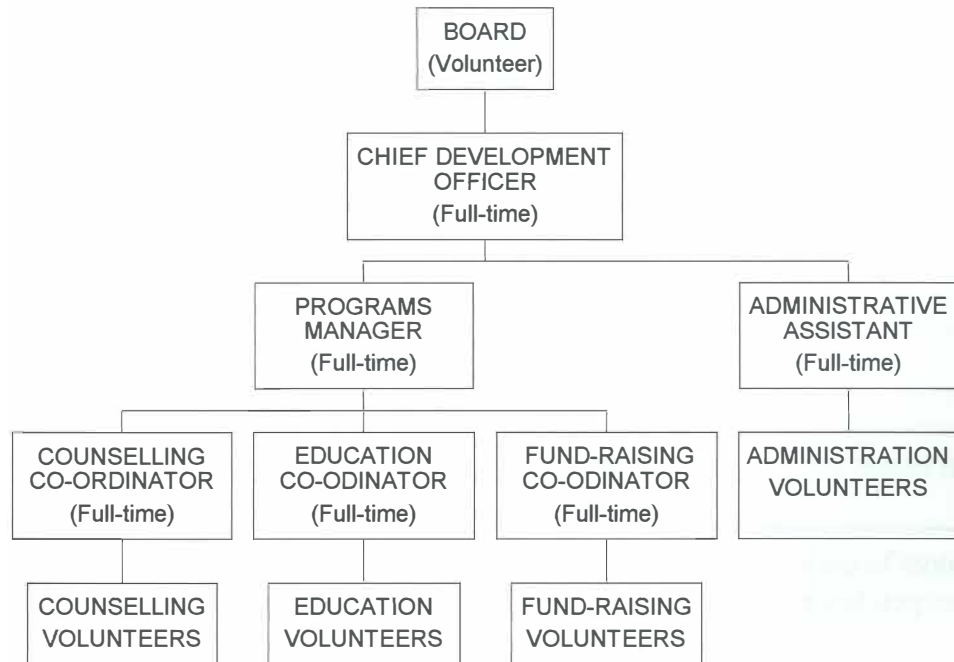 BOARD
(Volunteer)
CHIEF DEVELOPMENT
OFFICER
(Full-time)
PROGRAMS
MANAGER
(Full-time)
ADMINISTRATIVE
ASSISTANT
(Full-time)
COUNSELLING
CO-ORDINATOR
(Full-time)
EDUCATION
CO-ODINATOR
(Full-time)
FUND-RAISING
CO-ODINATOR
(Full-time)
ADMINISTRATION
VOLUNTEERS
COUNSELLING
VOLUNTEERS
EDUCATION
VOLUNTEERS
FUND-RAISING
VOLUNTEERS